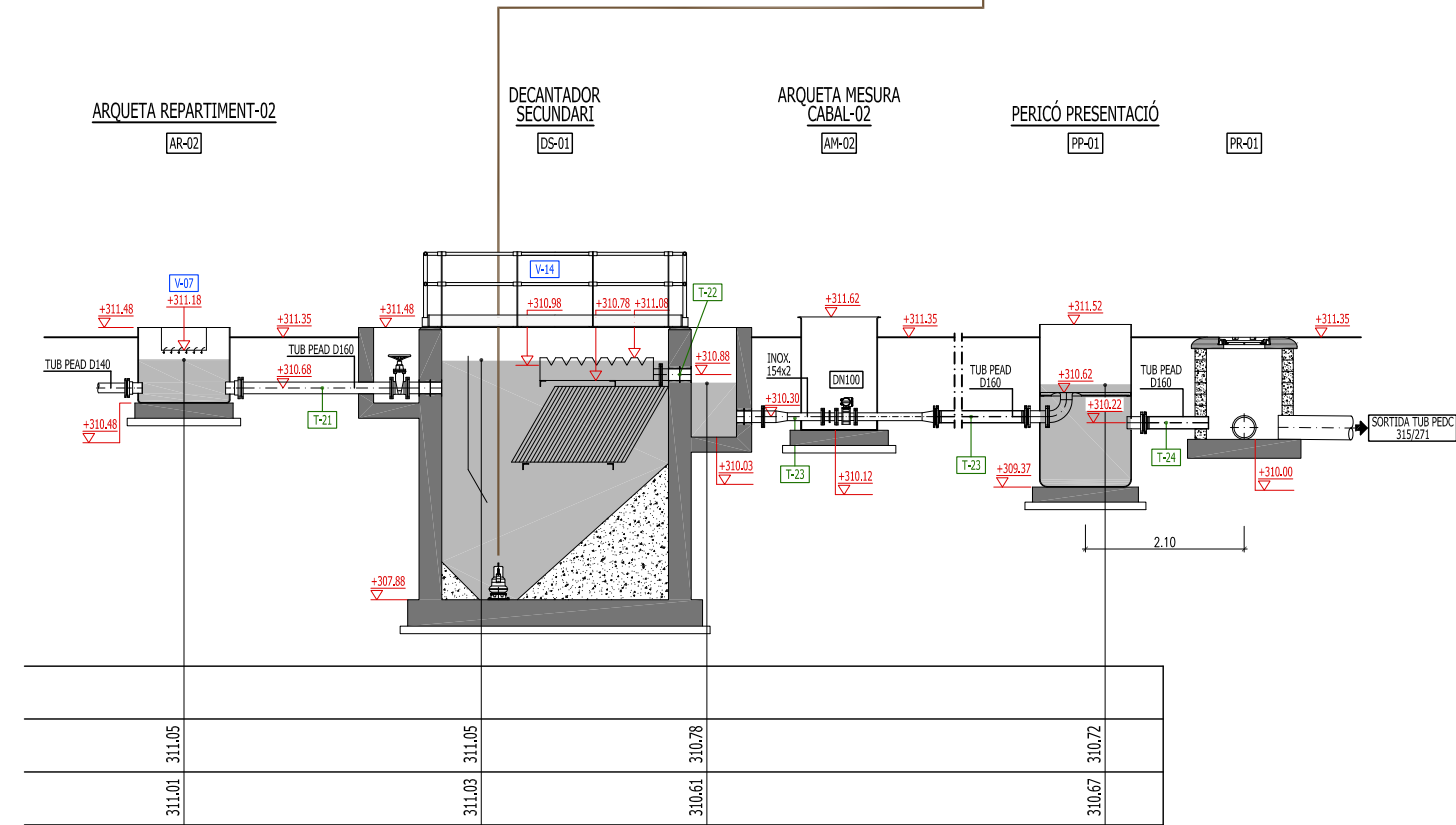 ARQUETA REPARTIMENT-02
AR-02
DECANTADOR
SECUNDARI
DS-01
ARQUETA MESURA
CABAL-02
AM-02
PERICÓ PRESENTACIÓ
PP-01
PR-01
V-07
+311.18
+311.48
+311.35
TUB PEAD D140
+310.48
+310.68
TUB PEAD D160
T-21
+311.48
V-14
+310.98
+310.78
+311.08
T-22
+310.88
+307.88
+310.03
INOX.
154x2
+310.30
T-23
+311.62
DN100
+310.12
+311.35
TUB PEAD
D160
T-23
+311,52
+310.62
+310.22
+309.37
TUB PEAD
D160
T-24
+311.35
+310.00
SORTIDA TUB PEDC
315/271
2.10
311.05
311.05
310.78
310.72
311.01
311.03
310.61
310.67